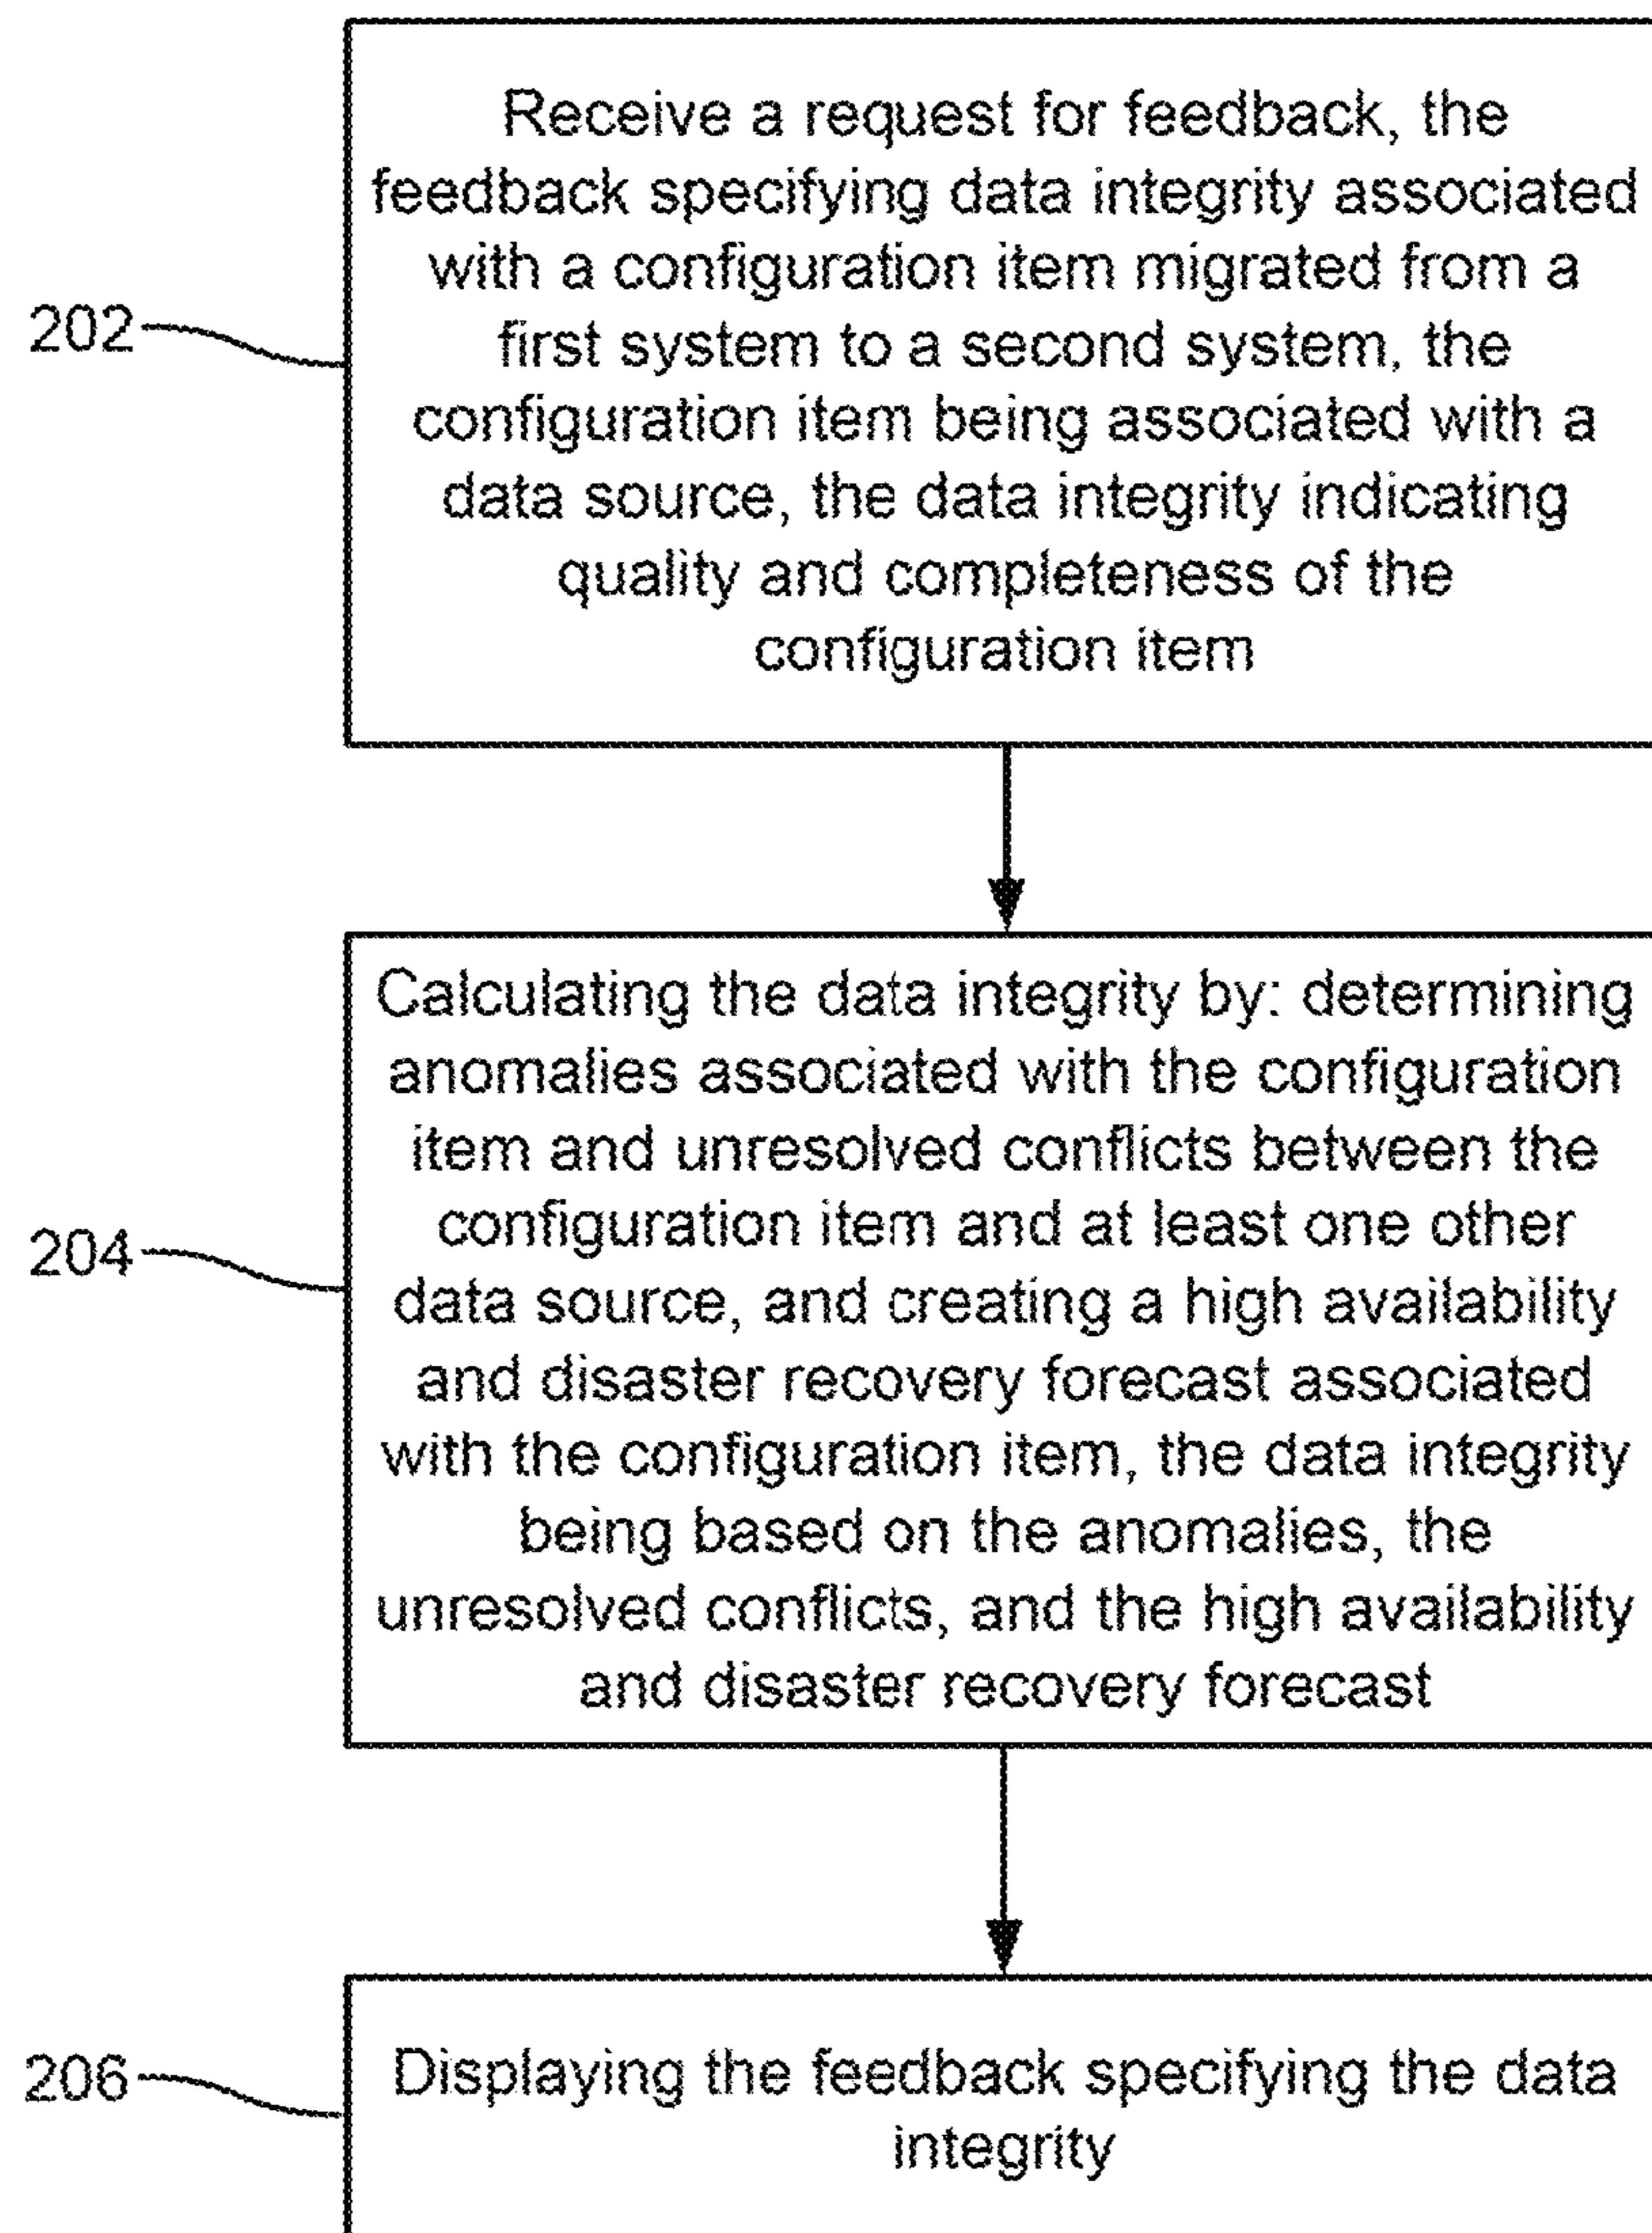 Receive a request for feedback, the
feedback specifying data integrity associated
with a configuration item migrated from a
first system to a second system, the
configuration item being associated with a
data source, the data integrity indicating
quality and completeness of the
configuration item
202
Calculating the data integrity by: determining
anomalies associated with the configuration
item and unresolved conflicts between the
configuration item and at least one other
data source, and creating a high availability
and disaster recovery forecast associated
with the configuration item, the data integrity
being based on the anomalies, the
unresolved conflicts, and the high availability
and disaster recovery forecast
204
Displaying the feedback specifying the data
integrity
206